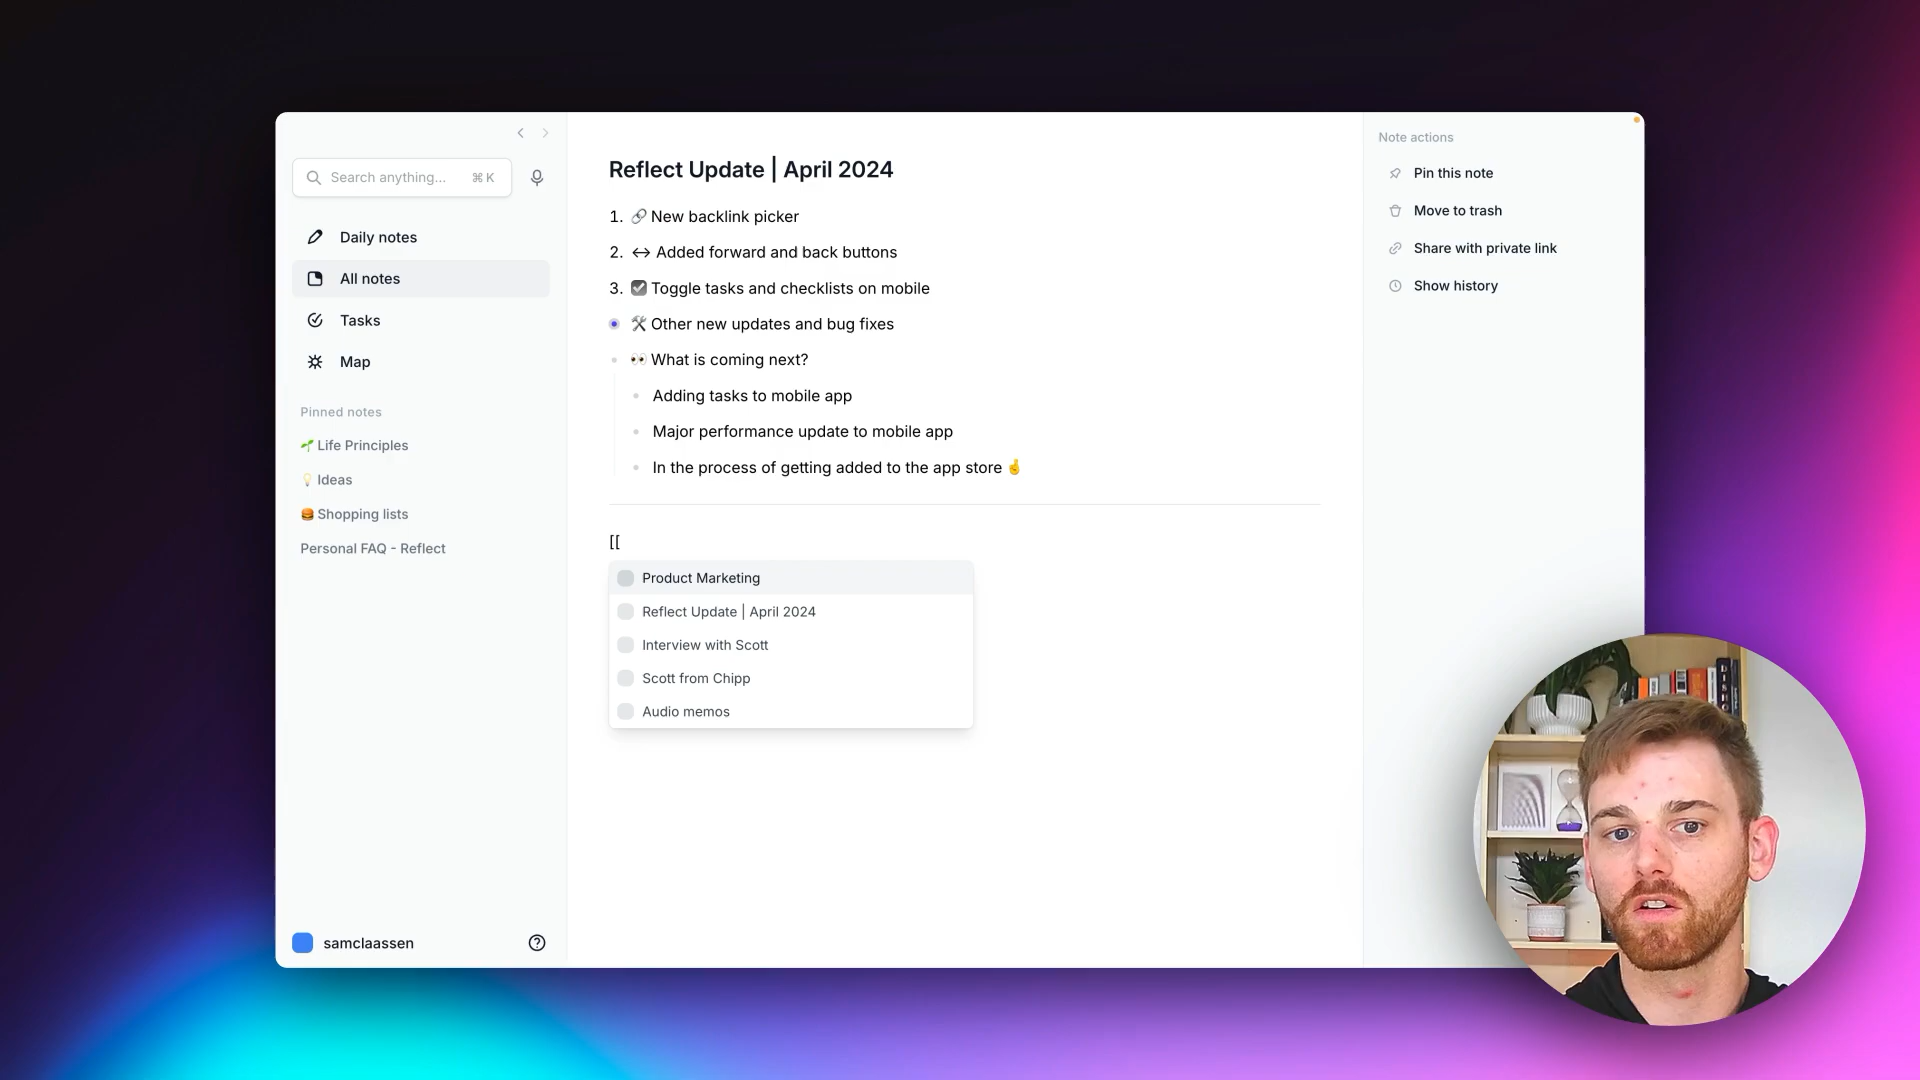 Search anything... ⌘ K
Daily notes
All notes
Tasks
Map
Pinned notes
🌱 Life Principles
💡 Ideas
🍔 Shopping lists
Personal FAQ - Reflect
samclaassen
Reflect Update | April 2024
1. 🔗 New backlink picker
2. ↔ Added forward and back buttons
3. ☑️ Toggle tasks and checklists on mobile
🛠 Other new updates and bug fixes
👀 What is coming next?
Adding tasks to mobile app
Major performance update to mobile app
In the process of getting added to the app store 🤞
[[
Product Marketing
Reflect Update | April 2024
Interview with Scott
Scott from Chipp
Audio memos
Note actions
Pin this note
Move to trash
Share with private link
Show history